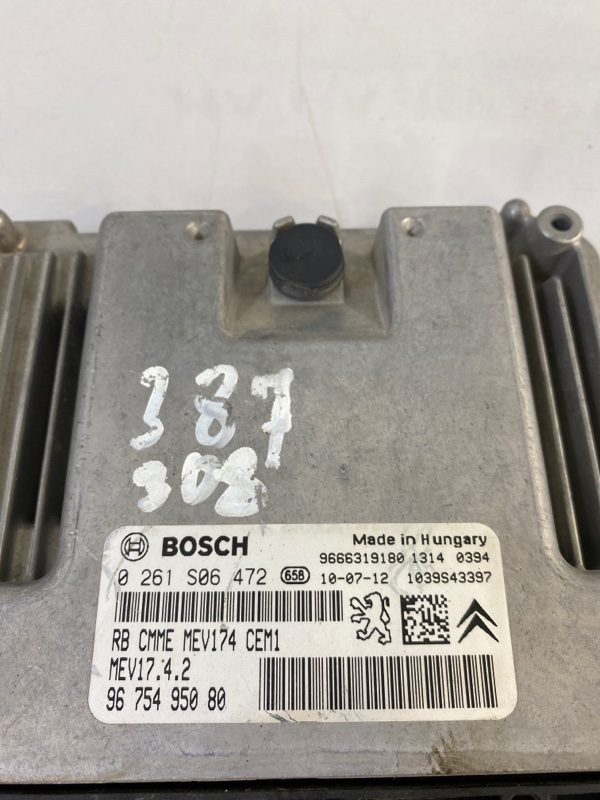 387
308
BOSCH Made in Hungary
9666319180 1314 0394
0 261 S06 472 658 10-07-12 1039S43397
RB CMME MEV174 CEM1
MEV17.4.2
96 754 950 80